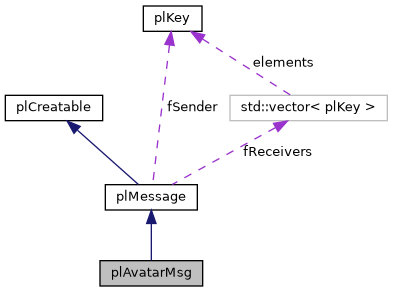 plKey
elements
plCreatable
fSender
std::vector< plKey >
fReceivers
plMessage
plAvatarMsg